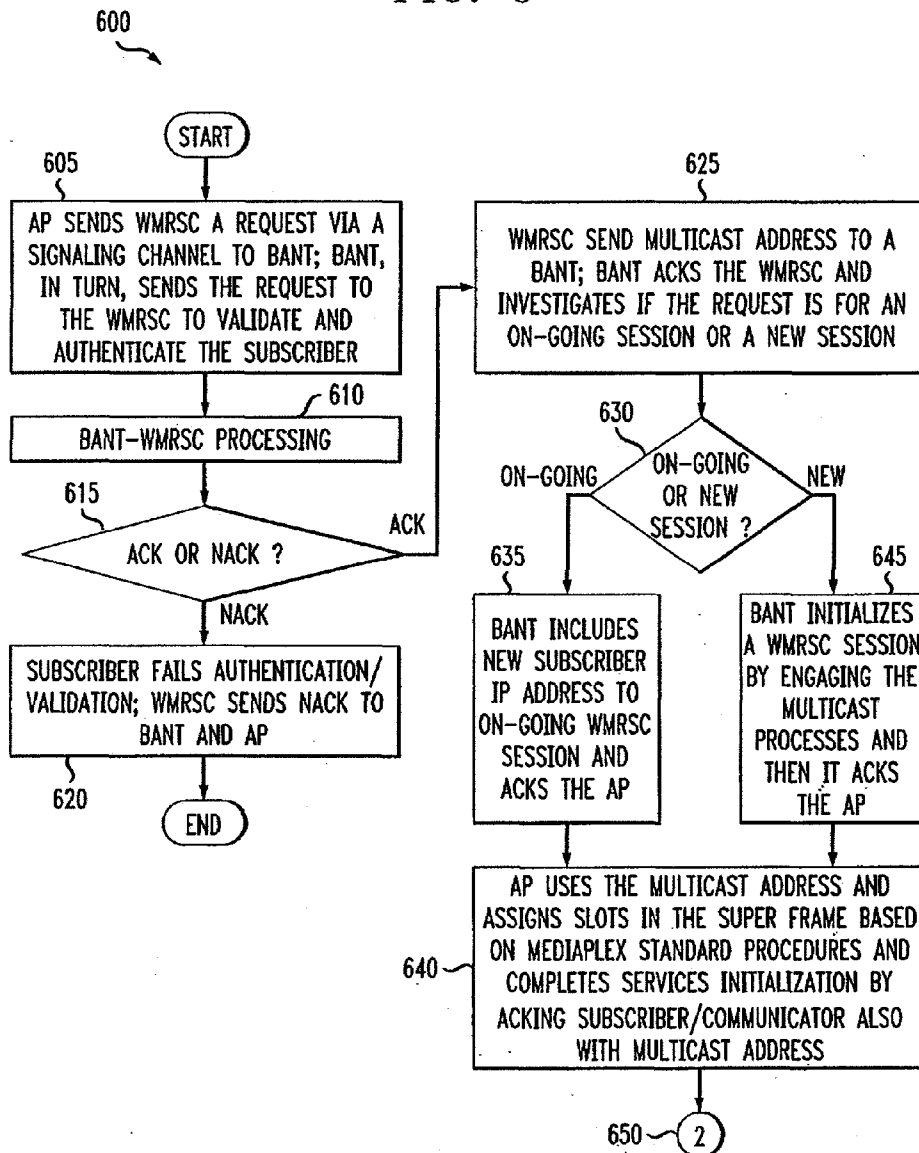 600
START
605
AP SENDS WMRSC A REQUEST VIA A
SIGNALING CHANNEL TO BANT; BANT,
IN TURN, SENDS THE REQUEST TO
THE WMRSC TO VALIDATE AND
AUTHENTICATE THE SUBSCRIBER
610
BANT-WMRSC PROCESSING
615
ACK OR NACK ?
ACK
NACK
SUBSCRIBER FAILS AUTHENTICATION/
VALIDATION; WMRSC SENDS NACK TO
BANT AND AP
620
END
625
WMRSC SEND MULTICAST ADDRESS TO A
BANT; BANT ACKS THE WMRSC AND
INVESTIGATES IF THE REQUEST IS FOR AN
ON-GOING SESSION OR A NEW SESSION
630
ON-GOING
ON-GOING
OR NEW
SESSION ?
NEW
635
BANT INCLUDES
NEW SUBSCRIBER
IP ADDRESS TO
ON-GOING WMRSC
SESSION AND
ACKS THE AP
645
BANT INITIALIZES
A WMRSC SESSION
BY ENGAGING THE
MULTICAST
PROCESSES AND
THEN IT ACKS
THE AP
640
AP USES THE MULTICAST ADDRESS AND
ASSIGNS SLOTS IN THE SUPER FRAME BASED
ON MEDIAPLEX STANDARD PROCEDURES AND
COMPLETES SERVICES INITIALIZATION BY
ACKING SUBSCRIBER/COMMUNICATOR ALSO
WITH MULTICAST ADDRESS
650
2